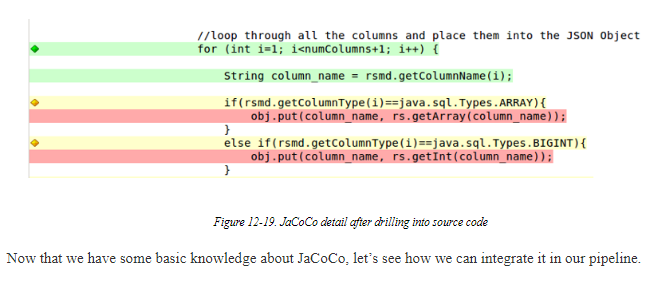 //loop through all the columns and place them into the JSON Object
for (int i=1; i<numColumns+1; i++) {
String column_name = rsmd.getColumnName(i);
if(rsmd.getColumnType(i)==java.sql.Types.ARRAY){
obj.put(column_name, rs.getArray(column_name));
}
else if(rsmd.getColumnType(i)==java.sql.Types.BIGINT){
obj.put(column_name, rs.getInt(column_name));
}
Figure 12-19. JaCoCo detail after drilling into source code
Now that we have some basic knowledge about JaCoCo, let’s see how we can integrate it in our pipeline.